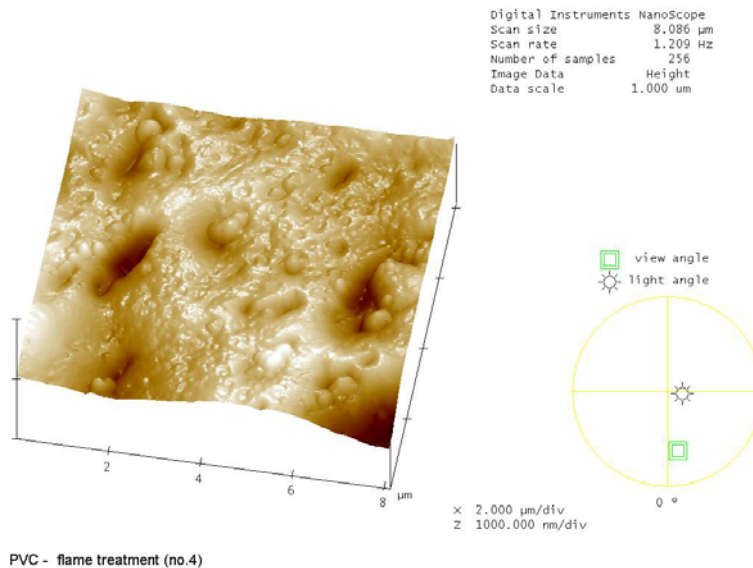 Digital Instruments NanoScope
Scan size 8.086 µm
Scan rate 1.209 Hz
Number of samples 256
Image Data Height
Data scale 1.000 um
view angle
light angle
2
4
6
8
µm
X 2.000 µm/div
Z 1000.000 nm/div
0 °
PVC - flame treatment (no.4)